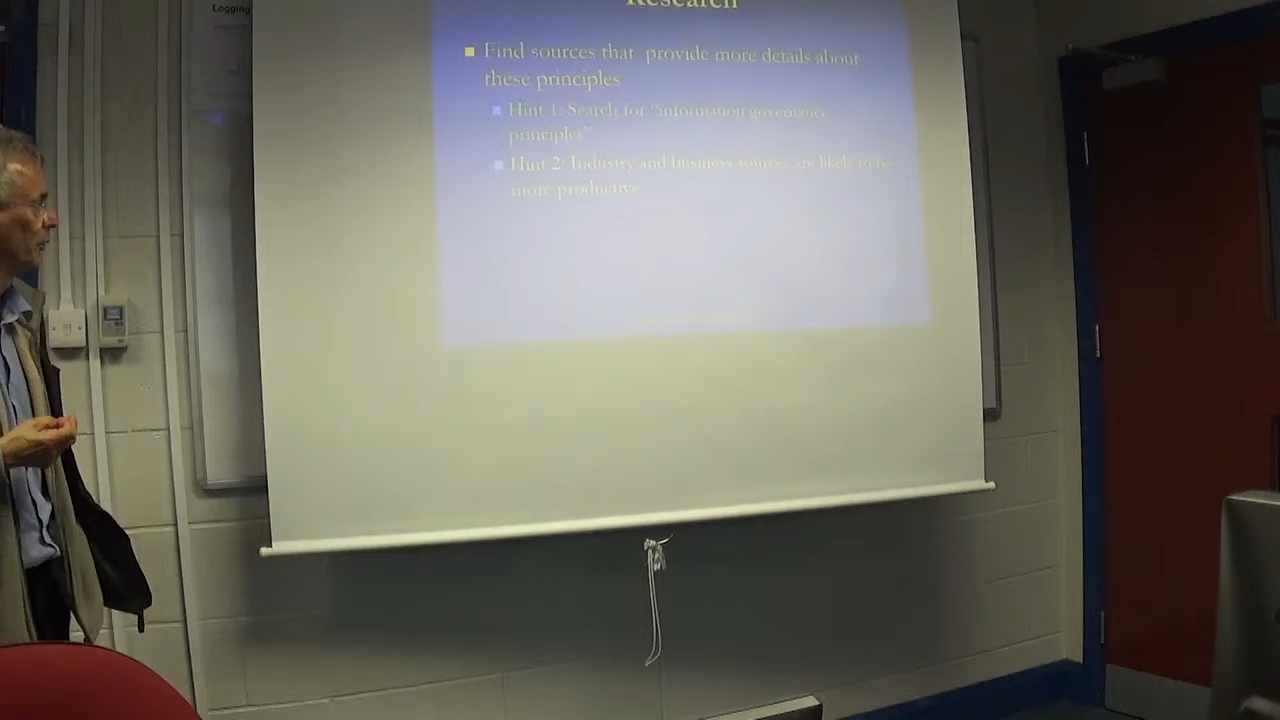 Logging
Research
Find sources that provide more details about
these principles
Hint 1: Search for "information governance
principles"
Hint 2: Industry and business sources are likely to be
more productive